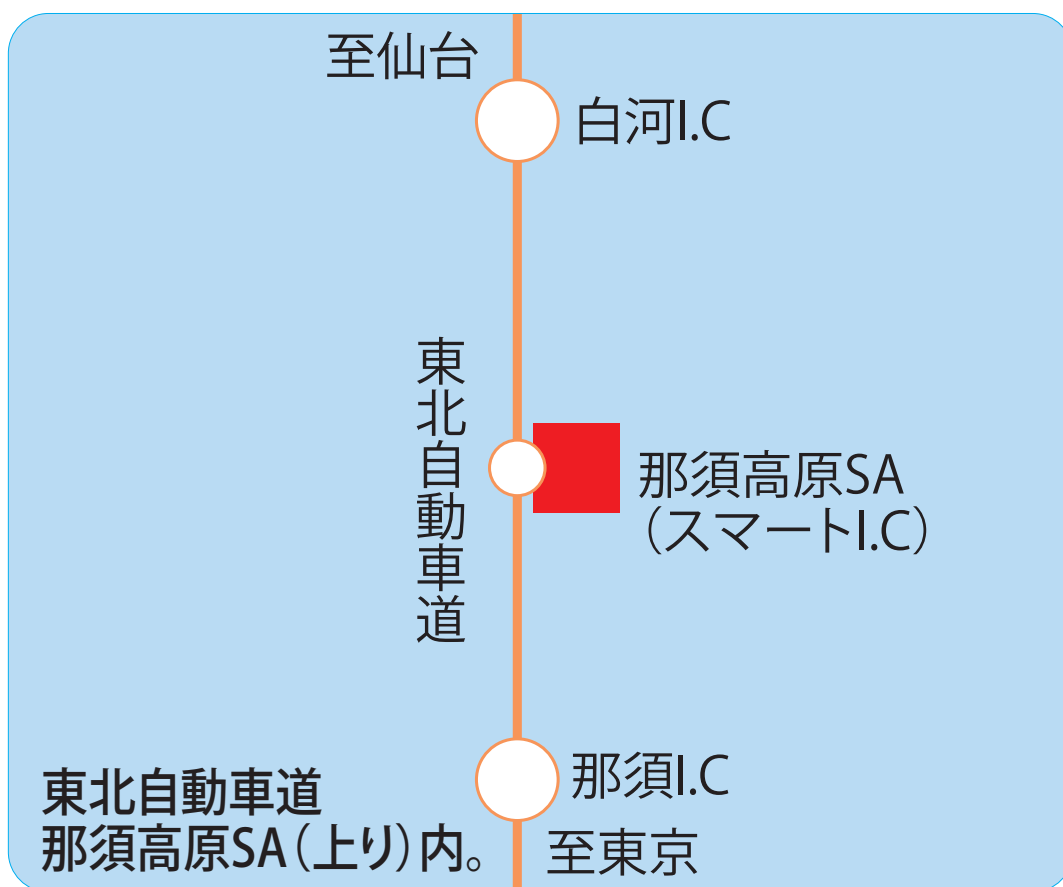 至仙台
白河I.C
東北自動車道
那須高原SA
（スマートI.C）
那須I.C
東北自動車道
那須高原SA（上り）内。
至東京